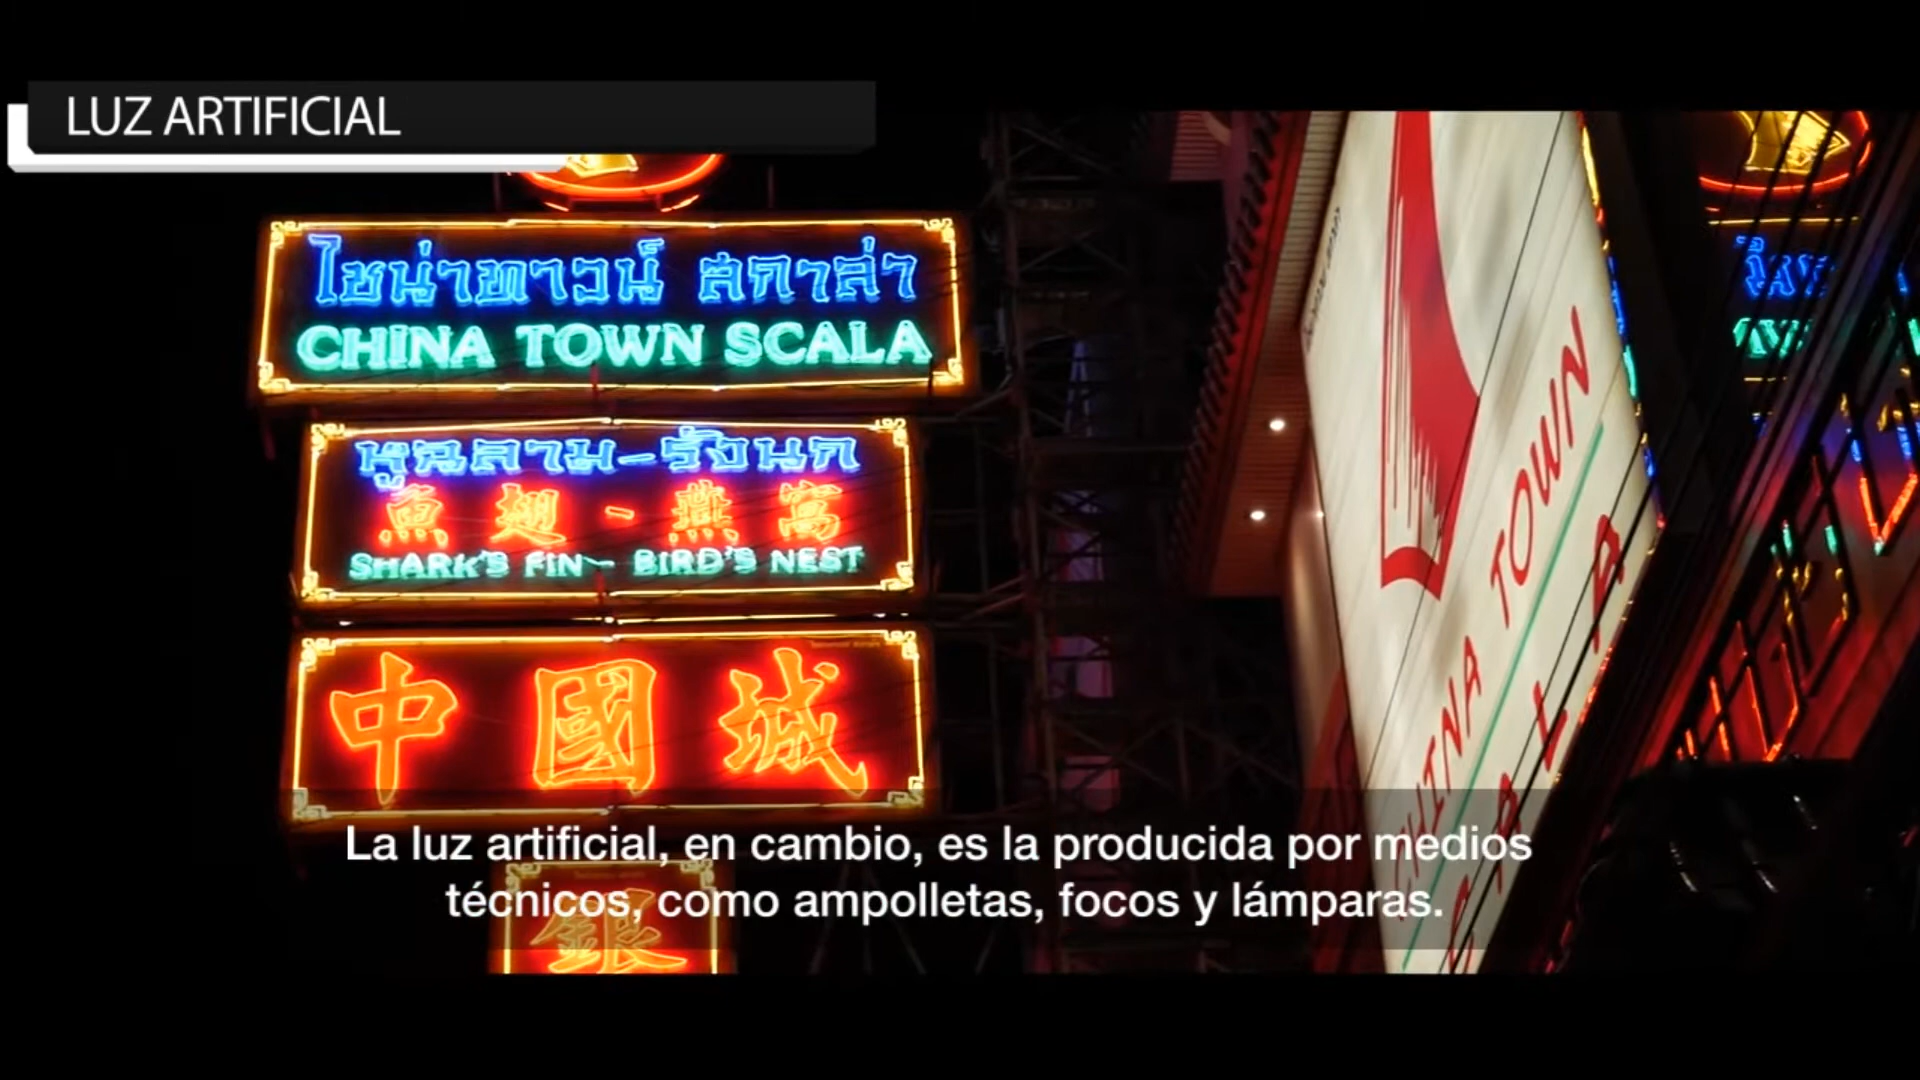 LUZ ARTIFICIAL
ไชน่าทาวน์ สกาล่า
CHINA TOWN SCALA
หูฉลาม-รังนก
魚翅-燕窩
SHARK'S FIN - BIRD'S NEST
中國城
銀
CHINA TOWN
SCALA
La luz artificial, en cambio, es la producida por medios
técnicos, como ampolletas, focos y lámparas.